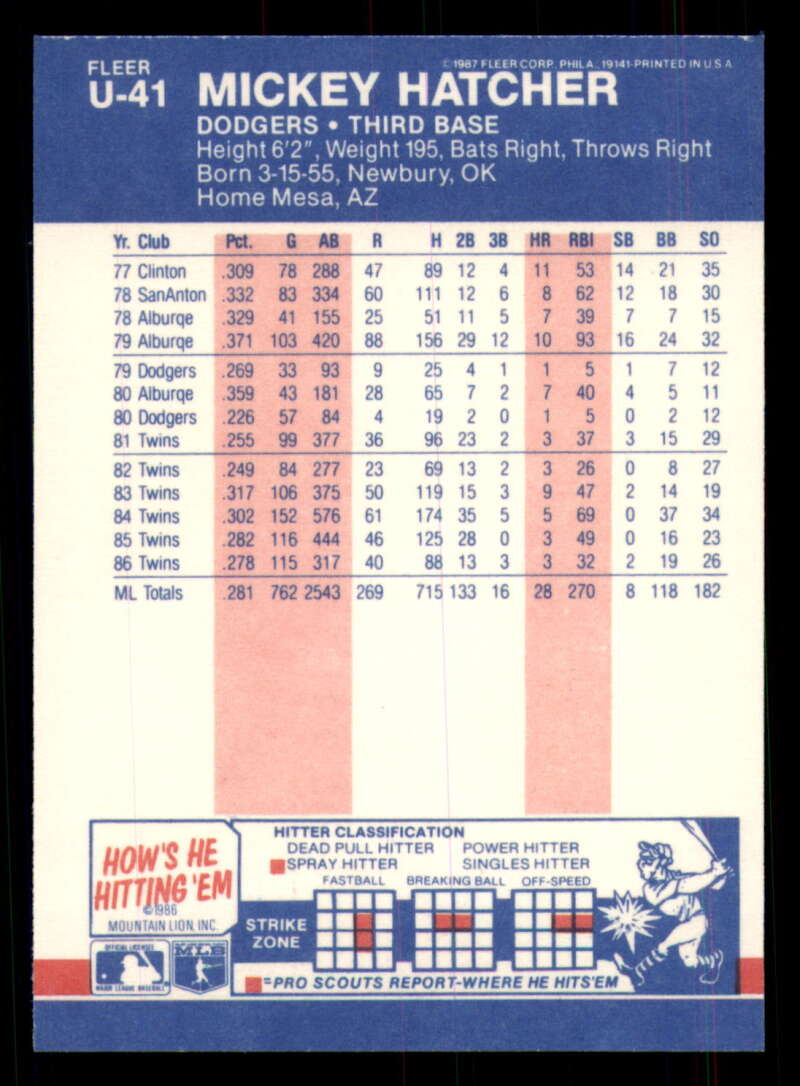 FLEER
©1987 FLEER CORP. PHILA., 19141-PRINTED IN U.S.A.
U-41 MICKEY HATCHER
DODGERS • THIRD BASE
Height 6'2", Weight 195, Bats Right, Throws Right
Born 3-15-55, Newbury, OK
Home Mesa, AZ
Yr. Club Pct. G AB R H 2B 3B HR RBI SB BB SO
77 Clinton .309 78 288 47 89 12 4 11 53 14 21 35
78 SanAnton .332 83 334 60 111 12 6 8 62 12 18 30
78 Alburqe .329 41 155 25 51 11 5 7 39 7 7 15
79 Alburqe .371 103 420 88 156 29 12 10 93 16 24 32
79 Dodgers .269 33 93 9 25 4 1 1 5 1 7 12
80 Alburqe .359 43 181 28 65 7 2 7 40 4 5 11
80 Dodgers .226 57 84 4 19 2 0 1 5 0 2 12
81 Twins .255 99 377 36 96 23 2 3 37 3 15 29
82 Twins .249 84 277 23 69 13 2 3 26 0 8 27
83 Twins .317 106 375 50 119 15 3 9 47 2 14 19
84 Twins .302 152 576 61 174 35 5 5 69 0 37 34
85 Twins .282 116 444 46 125 28 0 3 49 0 16 23
86 Twins .278 115 317 40 88 13 3 3 32 2 19 26
ML Totals .281 762 2543 269 715 133 16 28 270 8 118 182
HOW'S HE
HITTING 'EM
©1986
MOUNTAIN LION, INC.
OFFICIAL LICENSEE
MAJOR LEAGUE BASEBALL
MLB
HITTER CLASSIFICATION
DEAD PULL HITTER POWER HITTER
SPRAY HITTER SINGLES HITTER
FASTBALL BREAKING BALL OFF-SPEED
STRIKE
ZONE
=PRO SCOUTS REPORT-WHERE HE HITS'EM